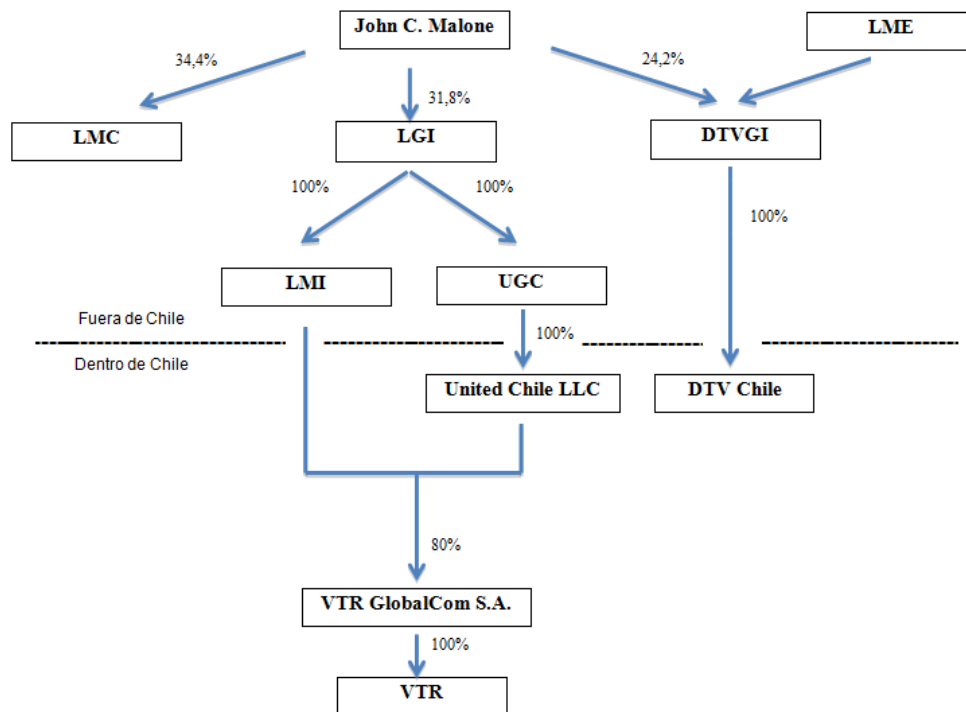 John C. Malone
LME
34,4%
24,2%
31,8%
LMC
LGI
DTVGI
100%
100%
100%
LMI
UGC
Fuera de Chile
100%
Dentro de Chile
United Chile LLC
DTV Chile
80%
VTR GlobalCom S.A.
100%
VTR